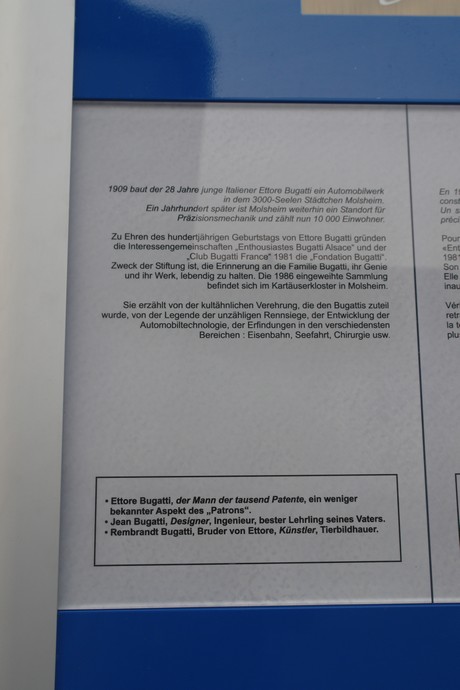 1909 baut der 28 Jahre junge Italiener Ettore Bugatti ein Automobilwerk
in dem 3000-Seelen Städtchen Molsheim.
Ein Jahrhundert später ist Molsheim weiterhin ein Standort für
Präzisionsmechanik und zählt nun 10 000 Einwohner.
Zu Ehren des hundertjährigen Geburtstags von Ettore Bugatti gründen
die Interessengemeinschaften „Enthousiastes Bugatti Alsace“ und der
„Club Bugatti France“ 1981 die „Fondation Bugatti“.
Zweck der Stiftung ist, die Erinnerung an die Familie Bugatti, ihr Genie
und ihr Werk, lebendig zu halten. Die 1986 eingeweihte Sammlung
befindet sich im Kartäuserkloster in Molsheim.
Sie erzählt von der kultähnlichen Verehrung, die den Bugattis zuteil
wurde, von der Legende der unzähligen Rennsiege, der Entwicklung der
Automobiltechnologie, der Erfindungen in den verschiedensten
Bereichen : Eisenbahn, Seefahrt, Chirurgie usw.
• Ettore Bugatti, der Mann der tausend Patente, ein weniger
bekannter Aspekt des „Patrons“.
• Jean Bugatti, Designer, Ingenieur, bester Lehrling seines Vaters.
• Rembrandt Bugatti, Bruder von Ettore, Künstler, Tierbildhauer.
En
Un
Pour
Son
Elle